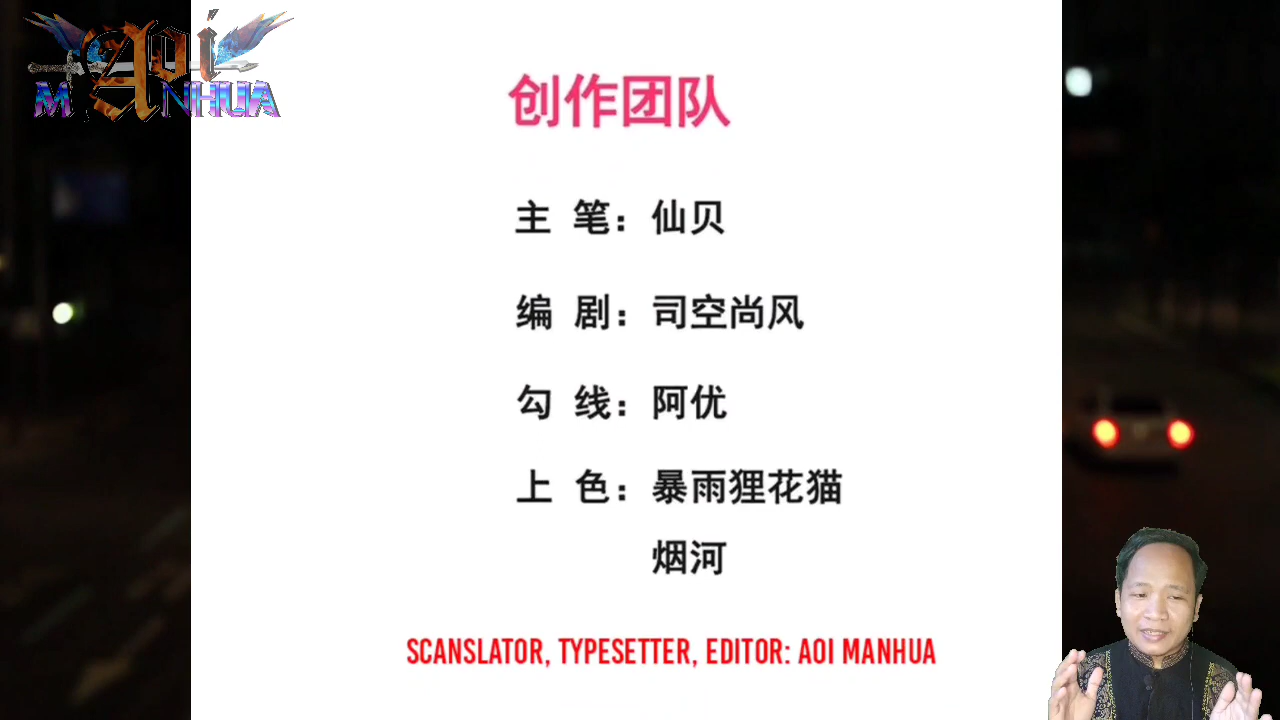 Aoi
MANHUA
创作团队
主 笔：仙贝
编 剧：司空尚风
勾 线：阿优
上 色：暴雨狸花猫
烟河
SCANSLATOR, TYPESETTER, EDITOR: AOI MANHUA